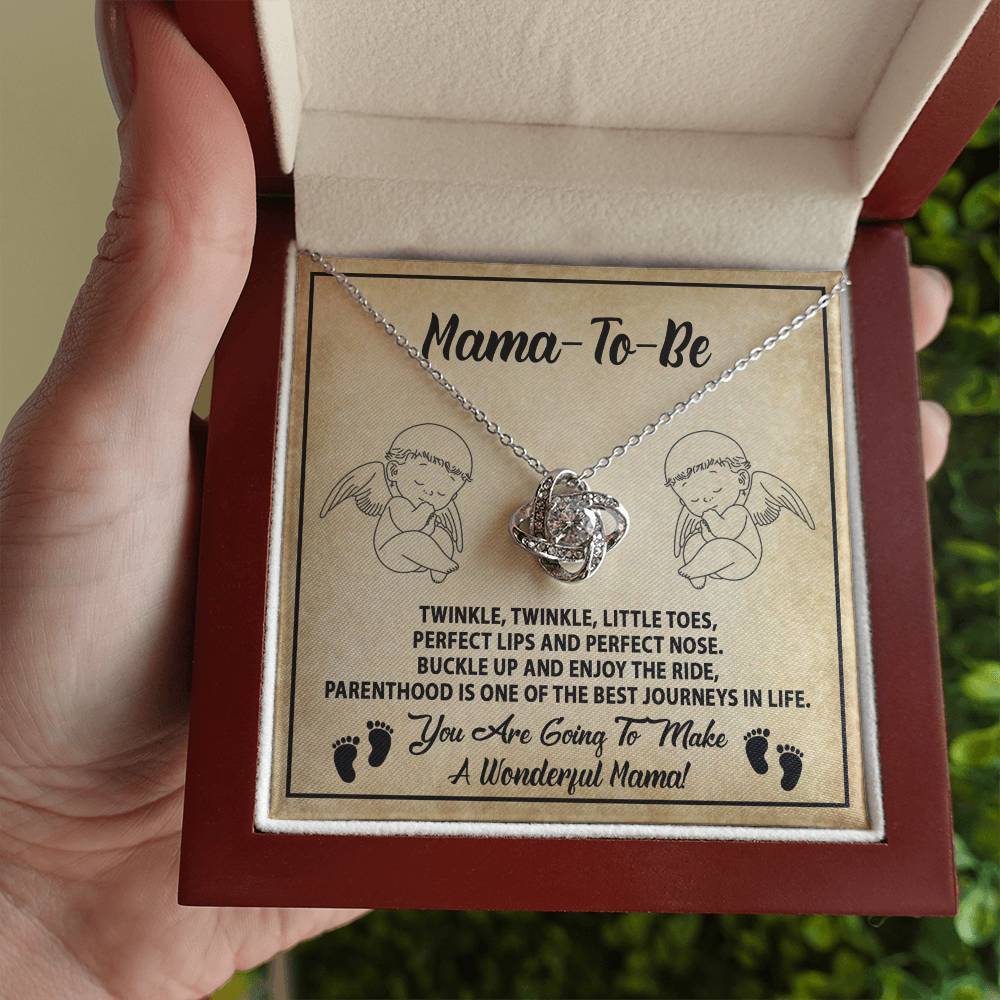 Mama-To-Be
TWINKLE, TWINKLE, LITTLE TOES,
PERFECT LIPS AND PERFECT NOSE.
BUCKLE UP AND ENJOY THE RIDE,
PARENTHOOD IS ONE OF THE BEST JOURNEYS IN LIFE.
You Are Going To Make
A Wonderful Mama!